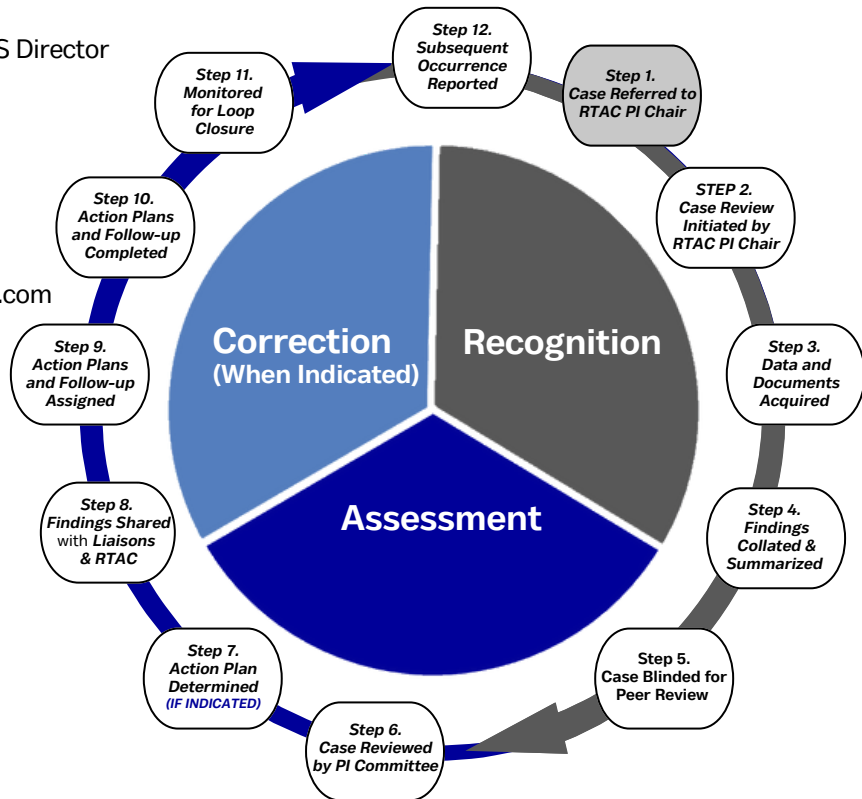 S Director
.com
Step 12.
Subsequent
Occurrence
Reported
Step 1.
Case Referred to
RTAC PI Chair
STEP 2.
Case Review
Initiated by
RTAC PI Chair
Step 3.
Data and
Documents
Acquired
Step 4.
Findings
Collated &
Summarized
Step 5.
Case Blinded for
Peer Review
Step 6.
Case Reviewed
by PI Committee
Step 7.
Action Plan
Determined
(IF INDICATED)
Step 8.
Findings Shared
with Liaisons
& RTAC
Step 9.
Action Plans
and Follow-up
Assigned
Step 10.
Action Plans
and Follow-up
Completed
Step 11.
Monitored
for Loop
Closure
Correction
(When Indicated)
Recognition
Assessment